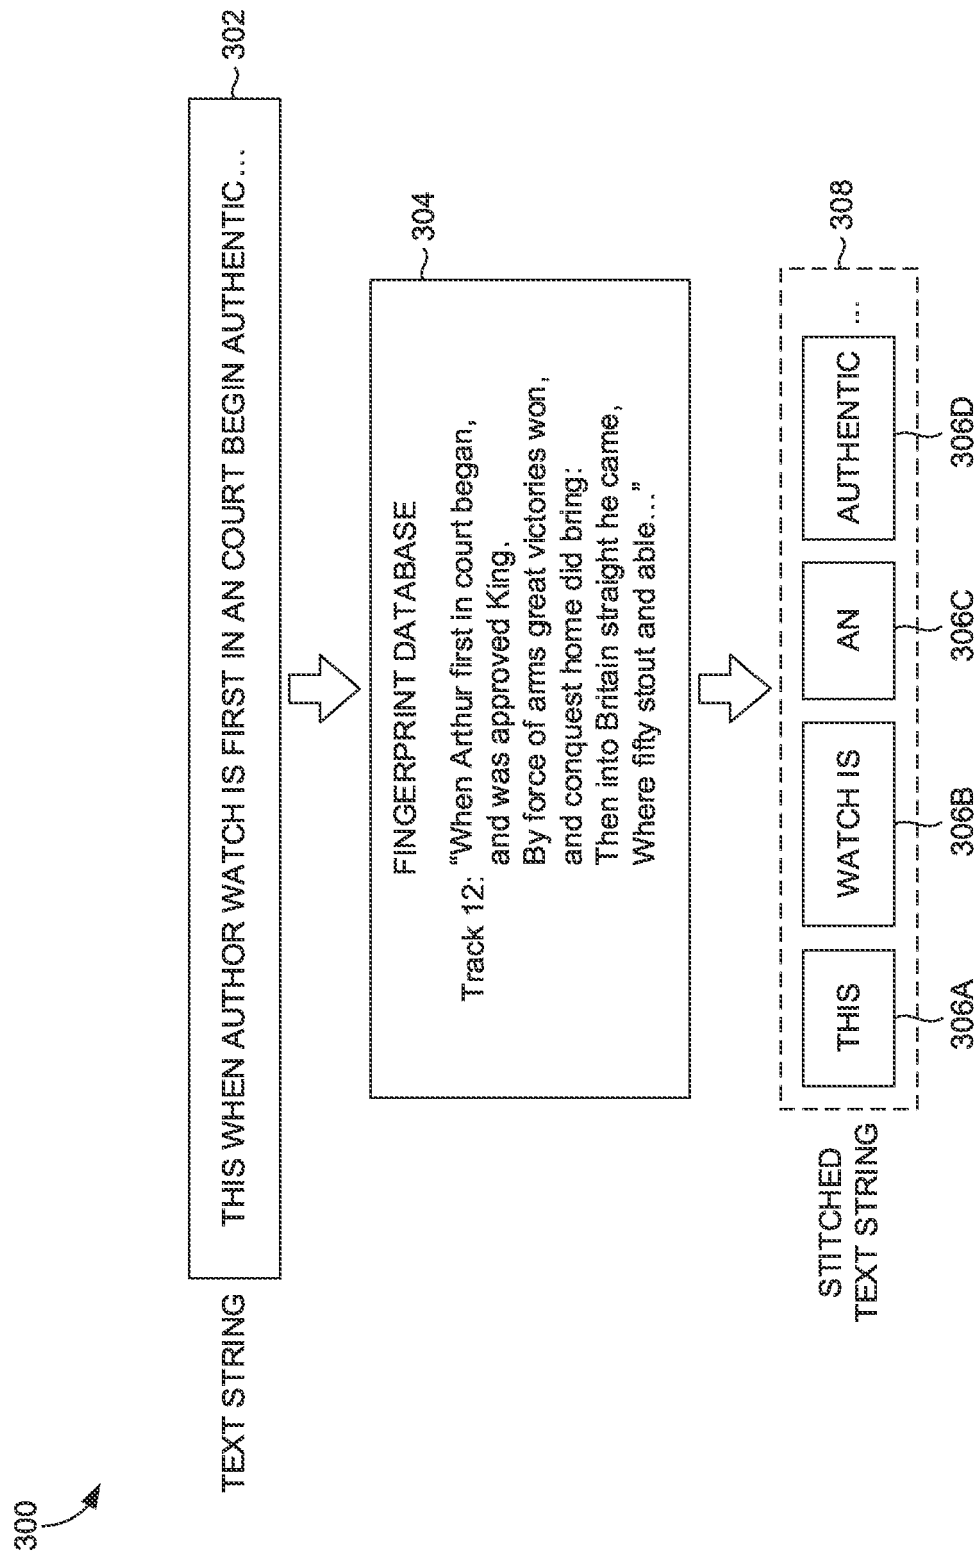 300
TEXT STRING
THIS WHEN AUTHOR WATCH IS FIRST IN AN COURT BEGIN AUTHENTIC...
302
FINGERPRINT DATABASE
304
Track 12: "When Arthur first in court began,
and was approved King.
By force of arms great victories won,
and conquest home did bring:
Then into Britain straight he came,
Where fifty stout and able..."
STITCHED
TEXT STRING
THIS
WATCH IS
AN
AUTHENTIC
...
308
306A
306B
306C
306D